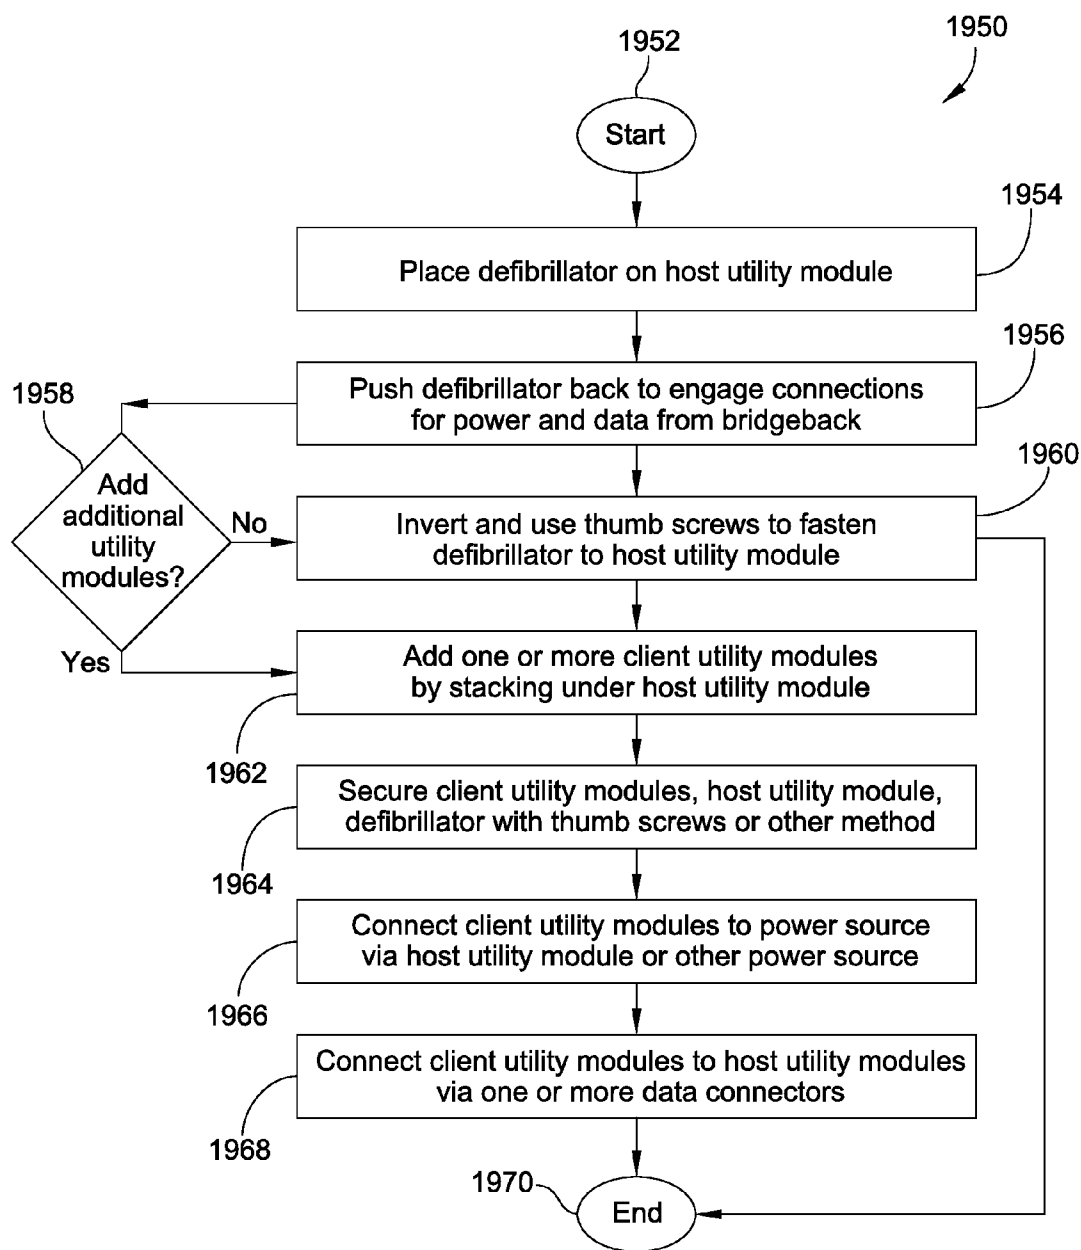 1950
1952
Start
1954
Place defibrillator on host utility module
1956
Push defibrillator back to engage connections
for power and data from bridgeback
1958
Add
additional
utility
modules?
No
Yes
1960
Invert and use thumb screws to fasten
defibrillator to host utility module
Add one or more client utility modules
by stacking under host utility module
1962
Secure client utility modules, host utility module,
defibrillator with thumb screws or other method
1964
Connect client utility modules to power source
via host utility module or other power source
1966
Connect client utility modules to host utility modules
via one or more data connectors
1968
1970
End